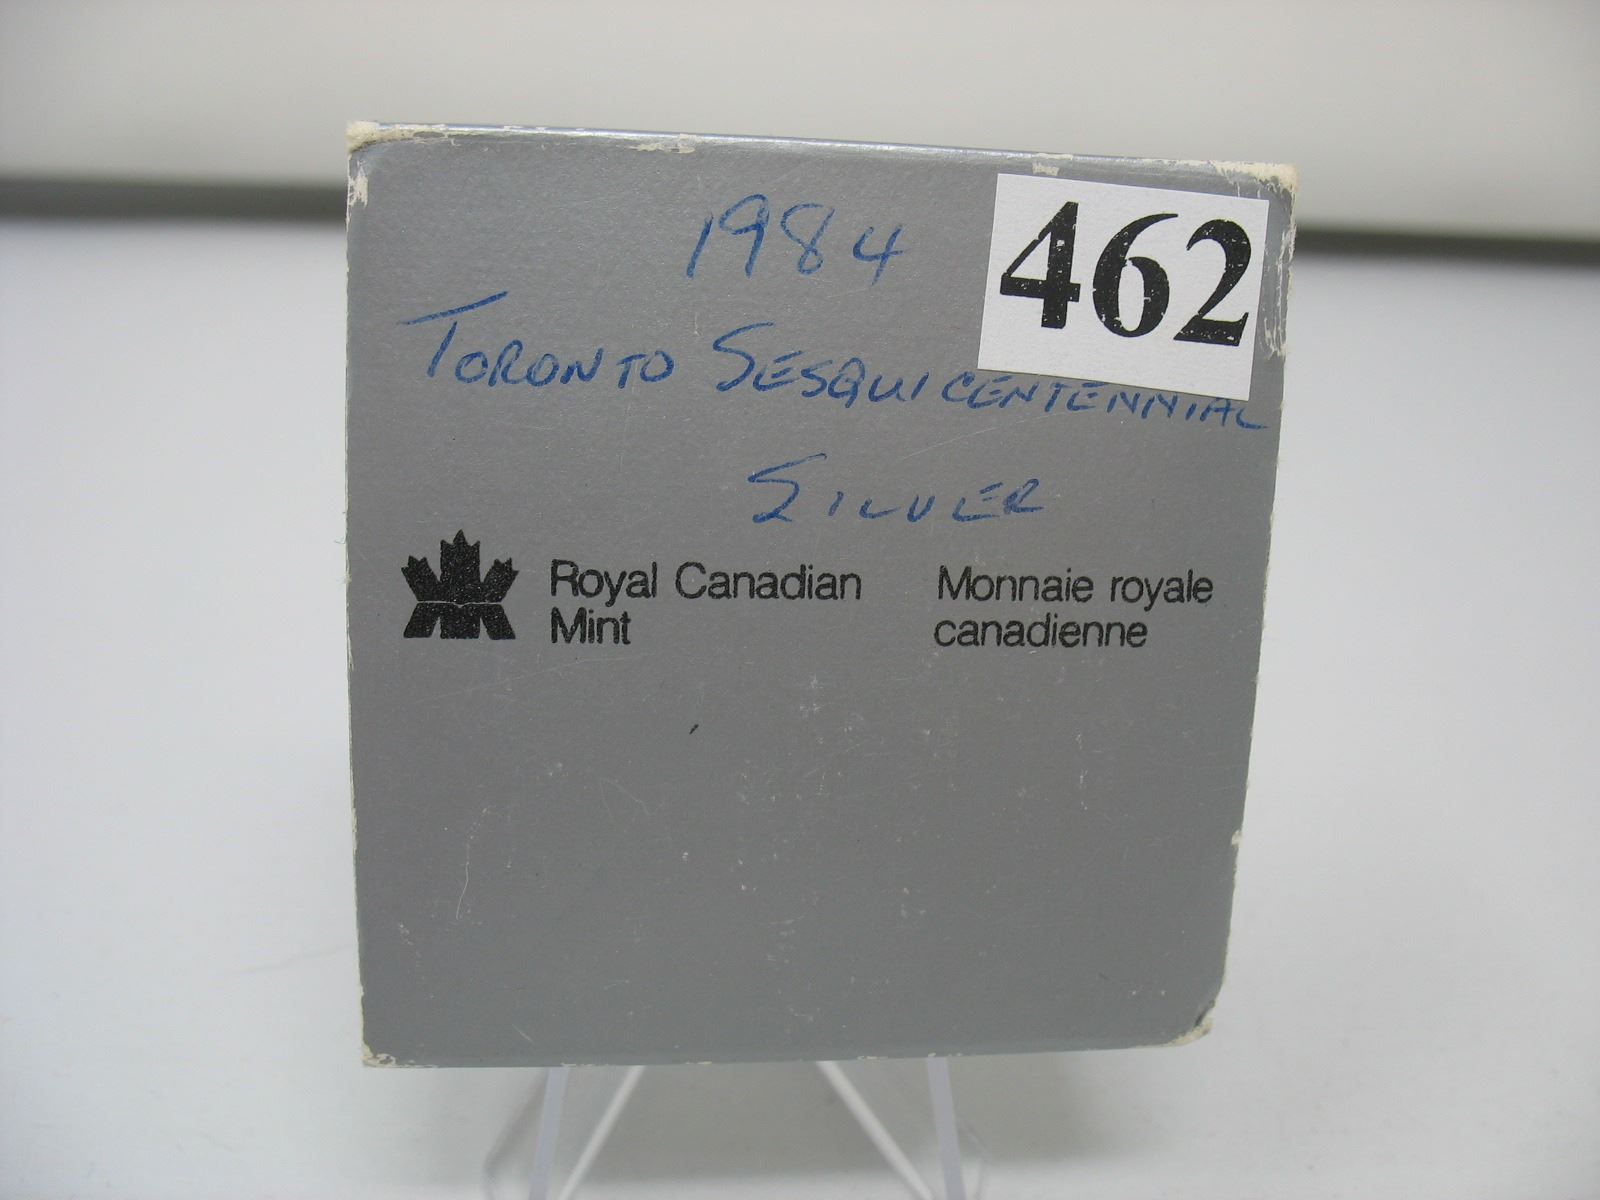 1984
462
TORONTO SESQUICENTENNIAL
SILVER
Royal Canadian Mint
Monnaie royale canadienne